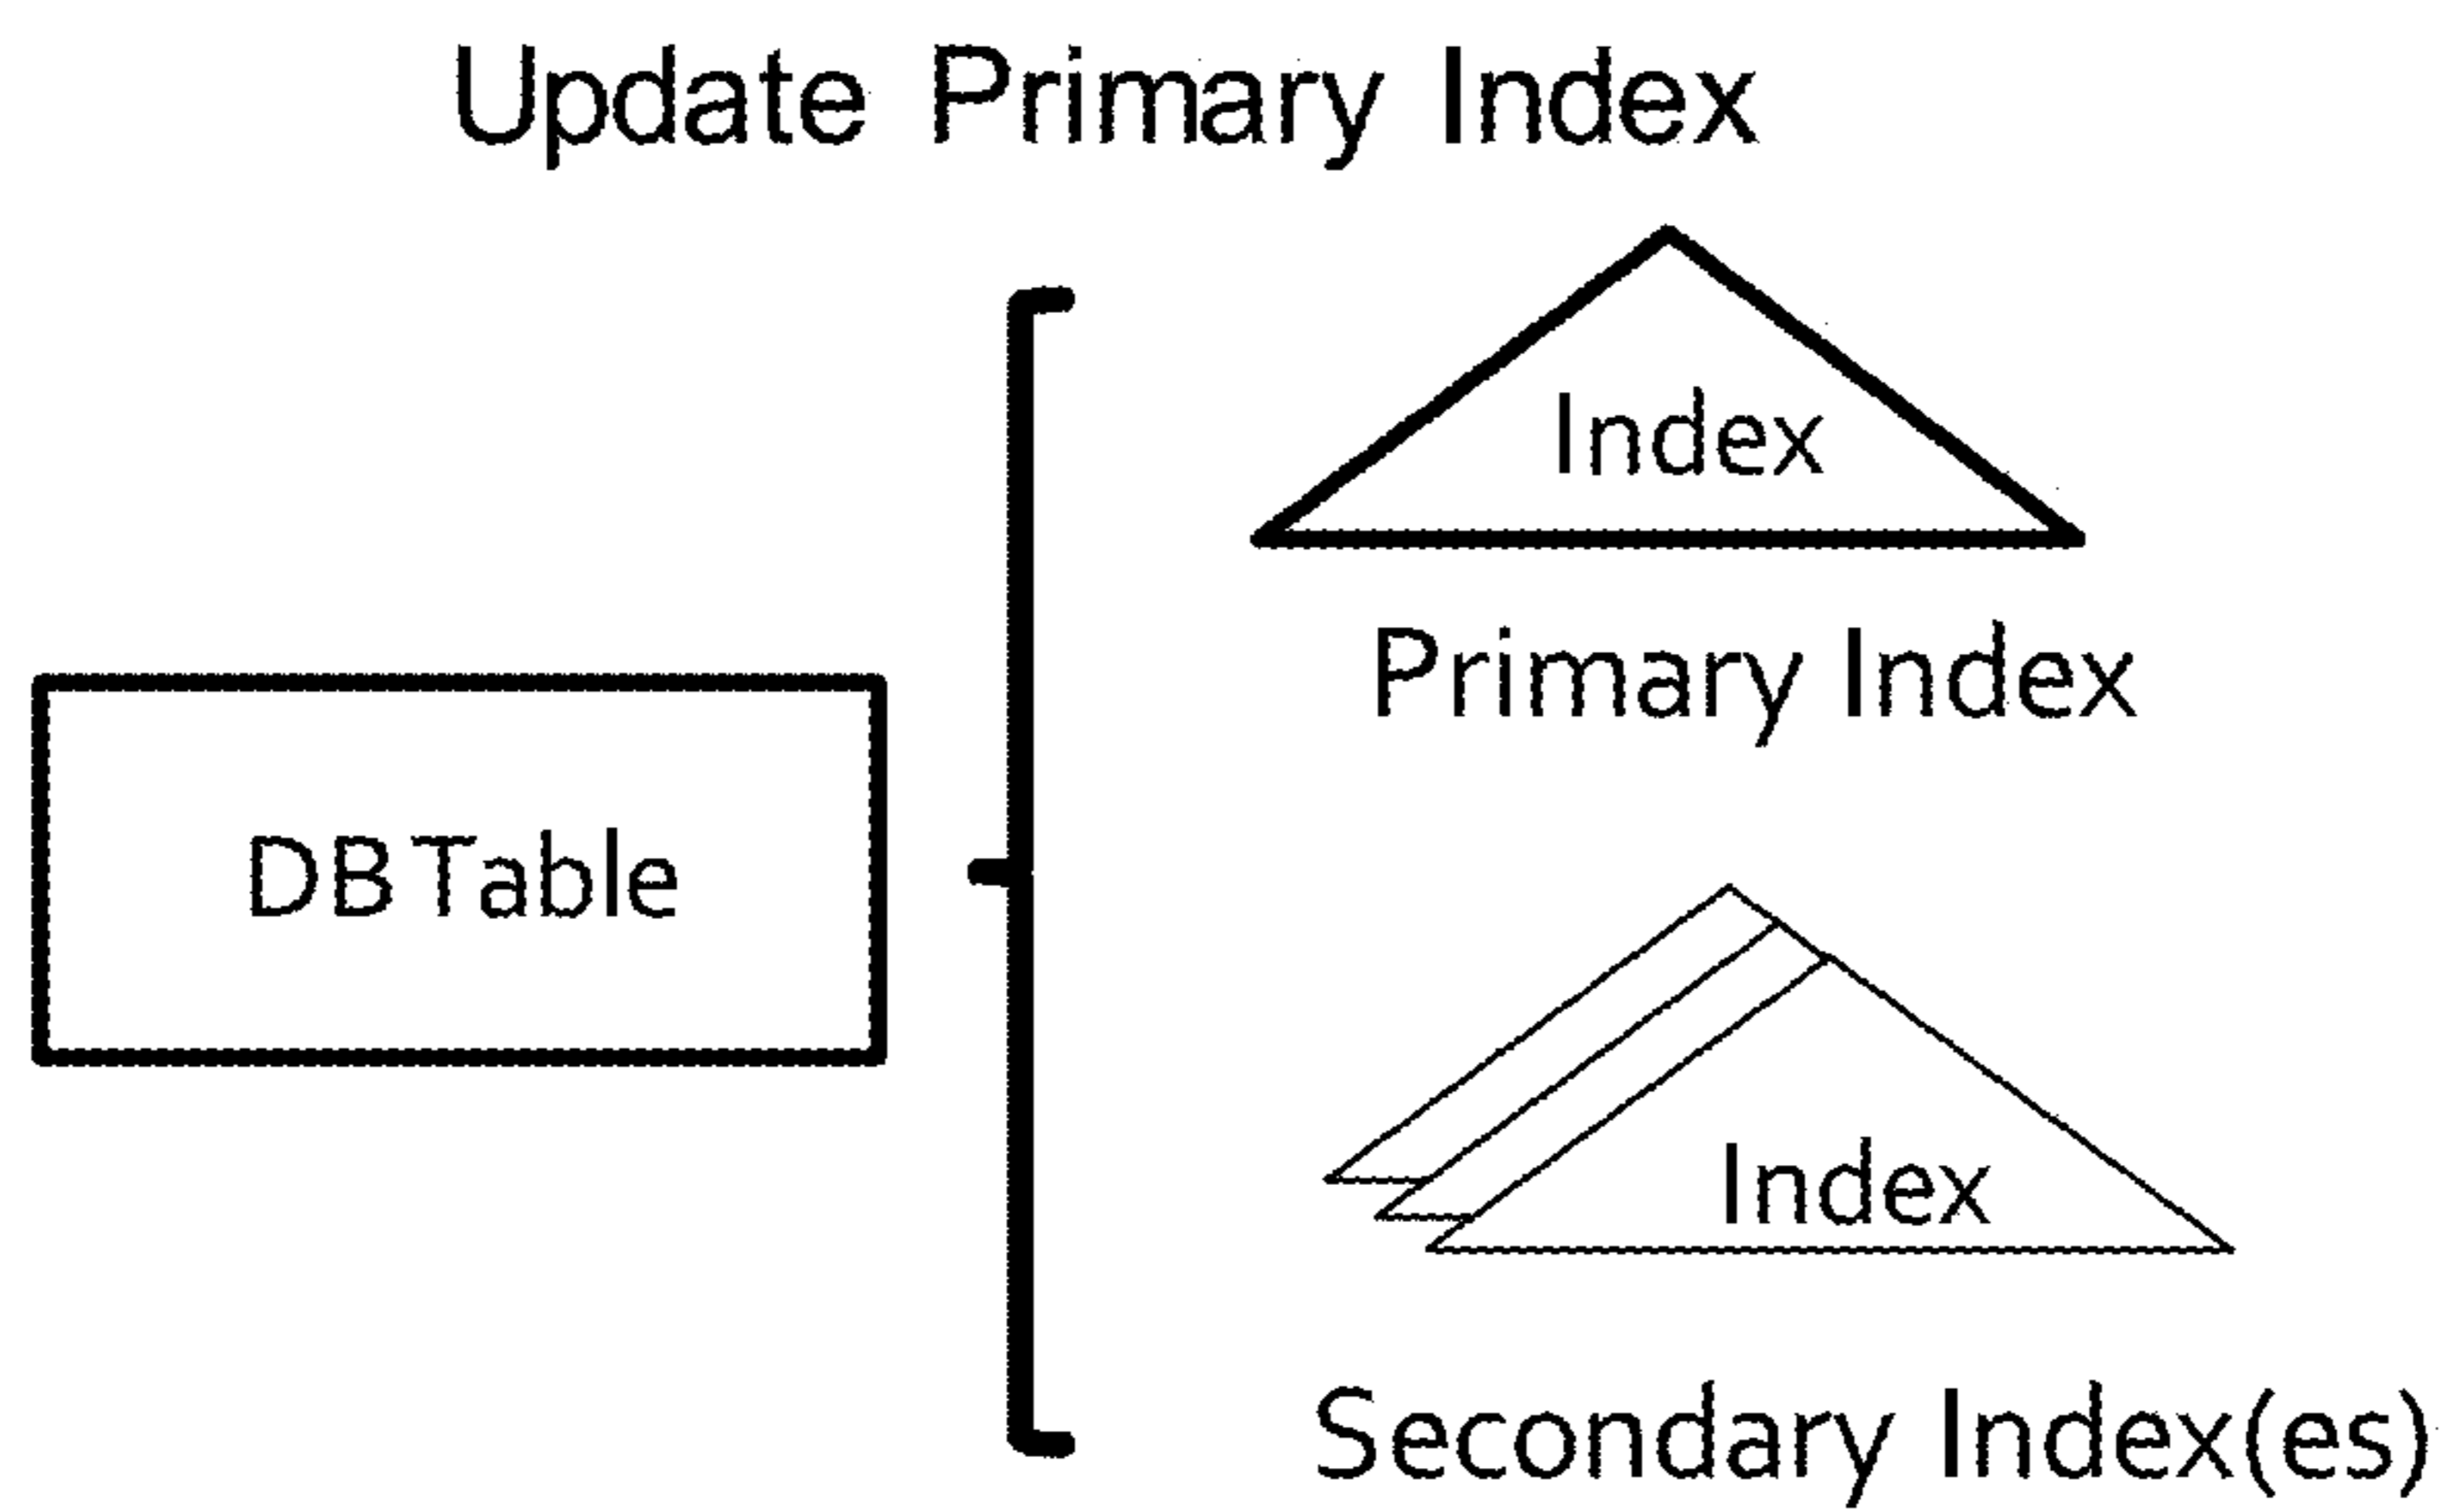 Update Primary Index
Index
Primary Index
DBTable
Index
Secondary Index(es)